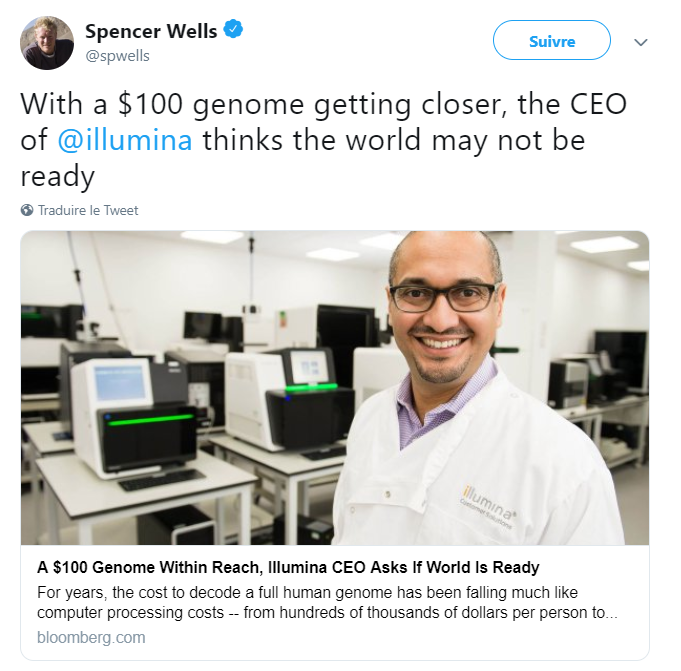 Spencer Wells
@spwells
Suivre
With a $100 genome getting closer, the CEO
of @illumina thinks the world may not be
ready
Traduire le Tweet
illumina®
Customer Solutions
A $100 Genome Within Reach, Illumina CEO Asks If World Is Ready
For years, the cost to decode a full human genome has been falling much like
computer processing costs -- from hundreds of thousands of dollars per person to...
bloomberg.com